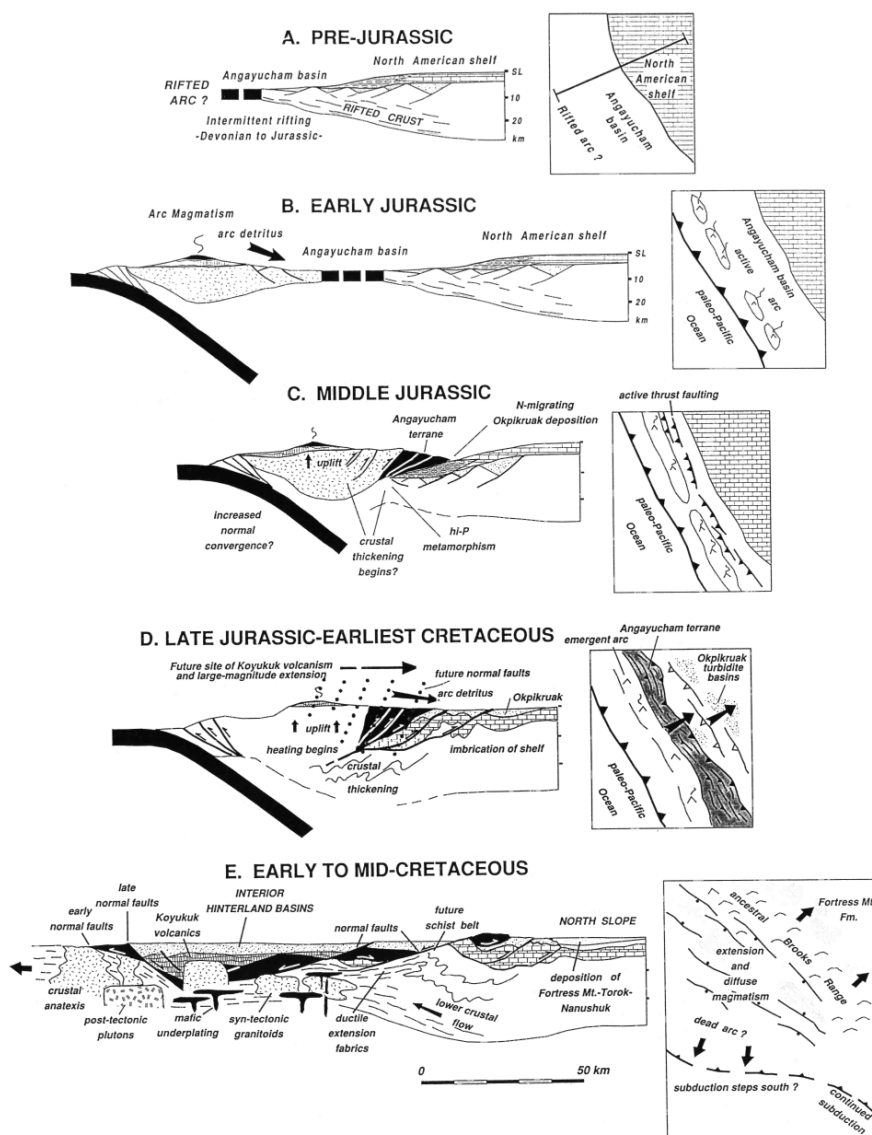 A. PRE-JURASSIC
RIFTED
ARC ?
Angayucham basin
North American shelf
SL
10
km
RIFTED CRUST
Intermittent rifting
-Devonian to Jurassic-
North
American
shelf
Angayucham
basin
Rifted arc ?
B. EARLY JURASSIC
Arc Magmatism
arc detritus
Angayucham basin
North American shelf
SL
10
20
km
Angayucham basin
active
arc
paleo-Pacific
Ocean
C. MIDDLE JURASSIC
Angayucham
terrane
N-migrating
Okpikruak deposition
uplift
increased
normal
convergence?
crustal
thickening
begins?
hi-P
metamorphism
active thrust faulting
paleo-Pacific
Ocean
D. LATE JURASSIC-EARLIEST CRETACEOUS
Future site of Koyukuk volcanism
and large-magnitude extension
future normal faults
arc detritus
Okpikruak
uplift
heating begins
imbrication of shelf
crustal
thickening
Angayucham terrane
emergent arc
Okpikruak
turbidite
basins
paleo-Pacific
Ocean
E. EARLY TO MID-CRETACEOUS
late
normal faults
early
normal faults
Koyukuk
volcanics
INTERIOR
HINTERLAND BASINS
normal faults
future
schist belt
NORTH SLOPE
deposition of
Fortress Mt.-Torok-
Nanushuk
crustal
anatexis
post-tectonic
plutons
mafic
underplating
syn-tectonic
granitoids
ductile
extension
fabrics
lower crustal
flow
0
50 km
ancestral
Brooks
Range
Fortress Mt.
Fm.
extension
and
diffuse
magmatism
dead arc ?
subduction steps south ?
continued
subduction